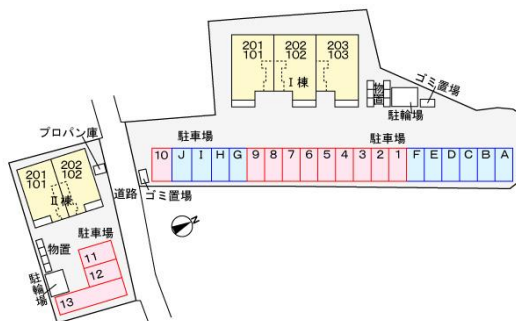 201 202 203
101 102 103
Ⅰ棟
物置
ゴミ置場
駐輪場
プロパン庫
駐車場
駐車場
10 J I H G 9 8 7 6 5 4 3 2 1 F E D C B A
201 202
101 102
Ⅱ棟
道路
ゴミ置場
駐車場
物置
駐輪場
11
12
13
N